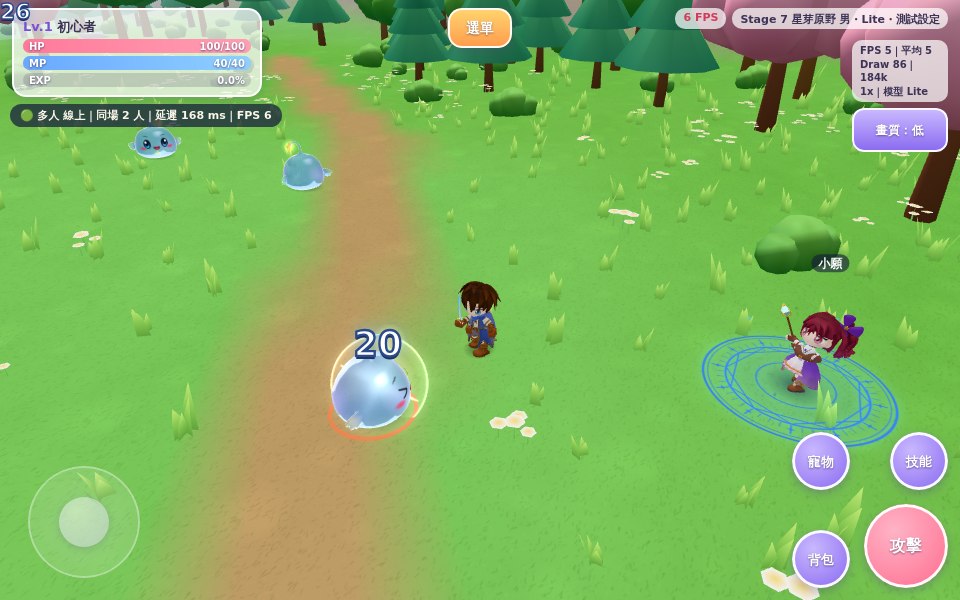 26
Lv.1 初心者
HP 100/100
MP 40/40
EXP 0.0%
🟢 多人 線上 | 同場 2 人 | 延遲 168 ms | FPS 6
選單
6 FPS
Stage 7 星芽原野 男・Lite・測試設定
FPS 5 | 平均 5
Draw 86 |
184k
1x | 模型 Lite
畫質：低
小願
20
寵物
技能
背包
攻擊